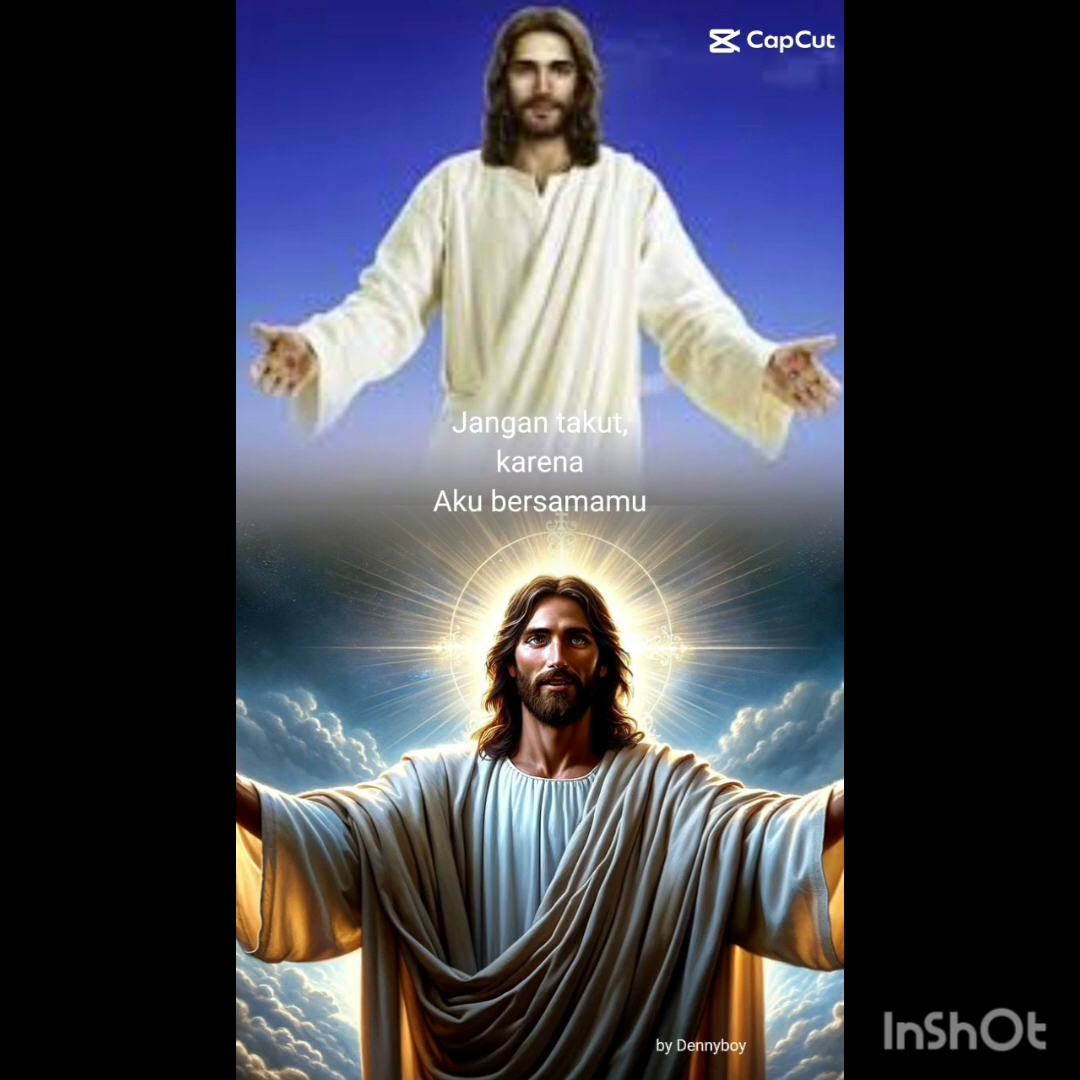 CapCut
Jangan takut,
karena
Aku bersamamu
by Dennyboy
InShOt